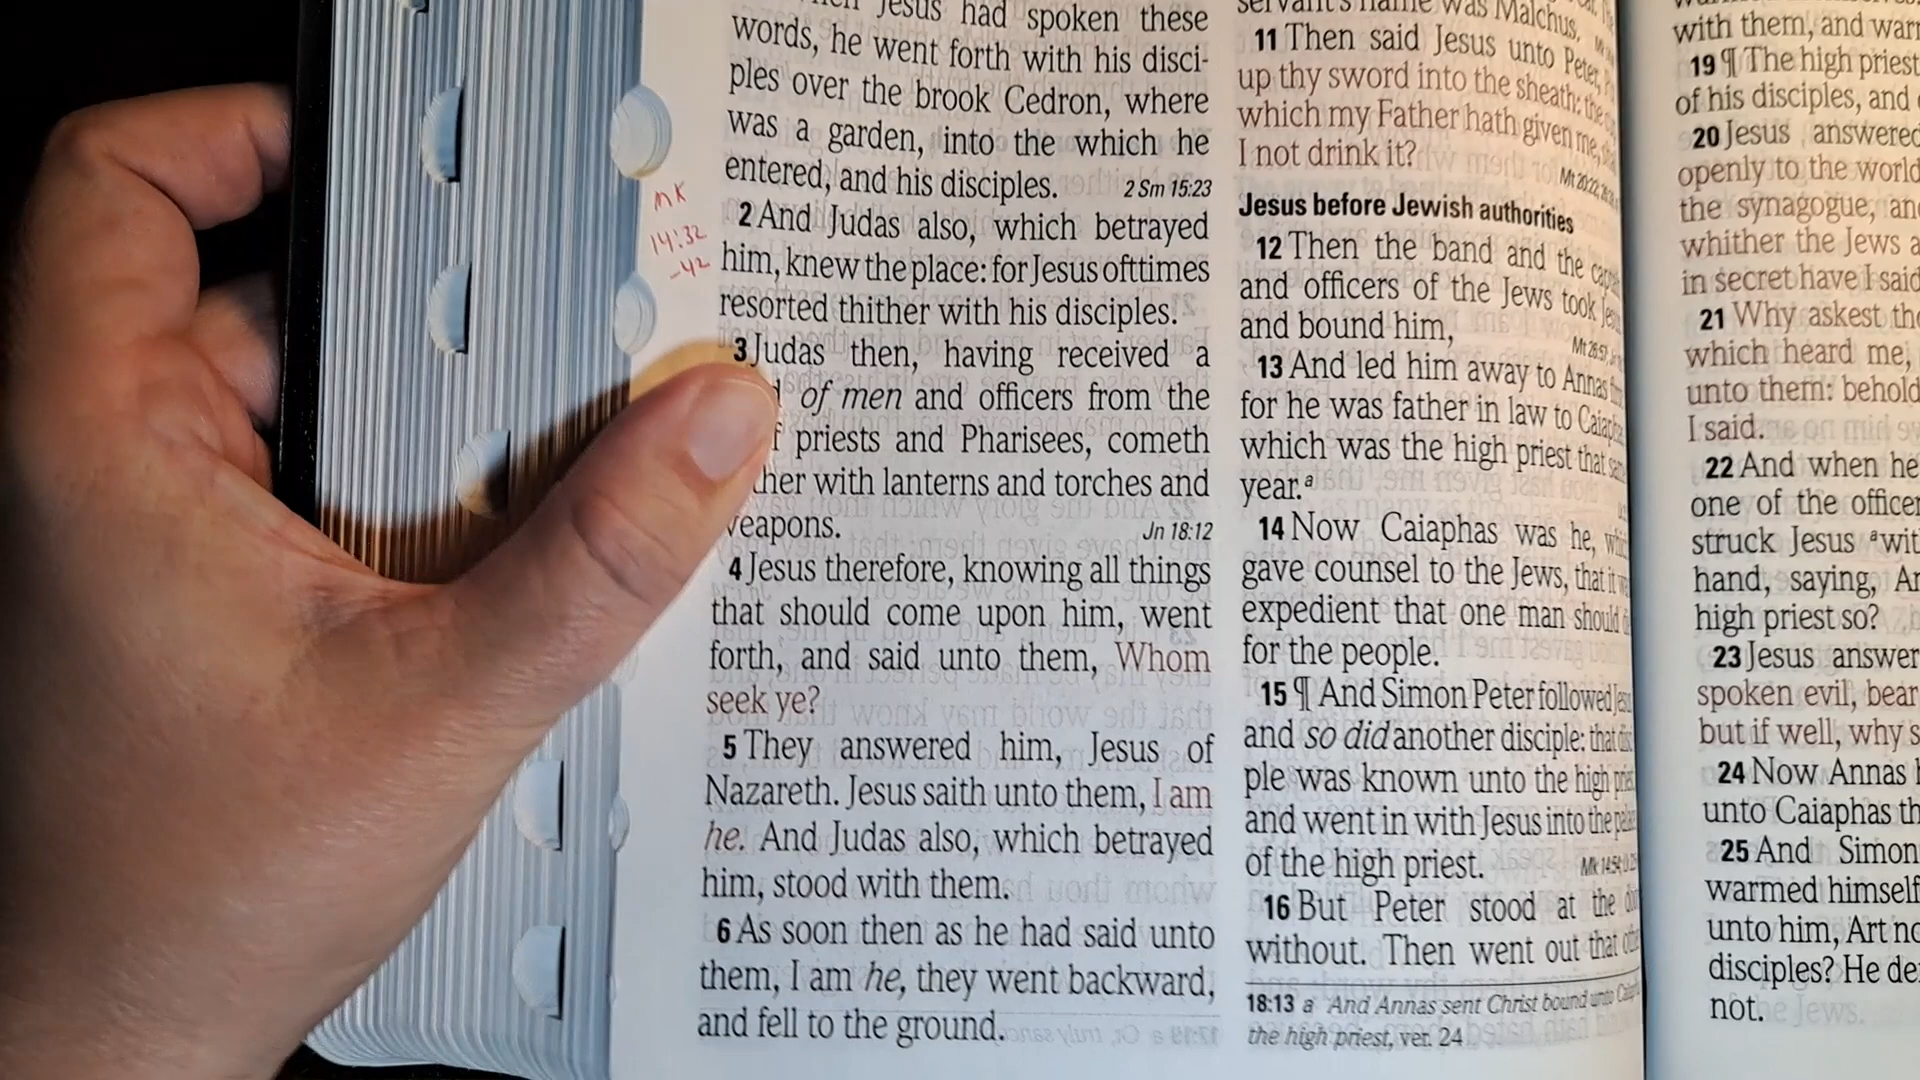 Jesus had spoken these
words, he went forth with his disci-
ples over the brook Cedron, where
was a garden, into the which he
entered, and his disciples. 2 Sm 15:23
MK
14:32
-42
2 And Judas also, which betrayed
him, knew the place: for Jesus ofttimes
resorted thither with his disciples.
3 Judas then, having received a
of men and officers from the
priests and Pharisees, cometh
with lanterns and torches and
weapons. Jn 18:12
4 Jesus therefore, knowing all things
that should come upon him, went
forth, and said unto them, Whom
seek ye?
5 They answered him, Jesus of
Nazareth. Jesus saith unto them, I am
he. And Judas also, which betrayed
him, stood with them.
6 As soon then as he had said unto
them, I am he, they went backward,
and fell to the ground.
servant's name was Malchus.
11 Then said Jesus unto Peter,
up thy sword into the sheath: the
which my Father hath given me,
I not drink it?
Mt 20:22
Jesus before Jewish authorities
12 Then the band and the
and officers of the Jews took
and bound him,
Mt 26:57
13 And led him away to Annas
for he was father in law to
which was the high priest that
year.ª
14 Now Caiaphas was he,
gave counsel to the Jews, that it
expedient that one man should
for the people.
15 ¶ And Simon Peter followed
and so did another disciple: that
ple was known unto the high
and went in with Jesus into the
of the high priest.
16 But Peter stood at the
without. Then went out that
18:13 a And Annas sent Christ bound unto
the high priest, ver. 24
with them, and
19 ¶ The high priest
of his disciples, and
20 Jesus answered
openly to the world
the synagogue,
whither the Jews
in secret have I said
21 Why askest
which heard me,
unto them: behold
I said.
22 And when he
one of the
struck Jesus ª
hand, saying,
high priest so?
23 Jesus
spoken evil, bear
but if well, why
24 Now Annas
unto Caiaphas
25 And Simon
warmed himself
unto him, Art
disciples? He
not.